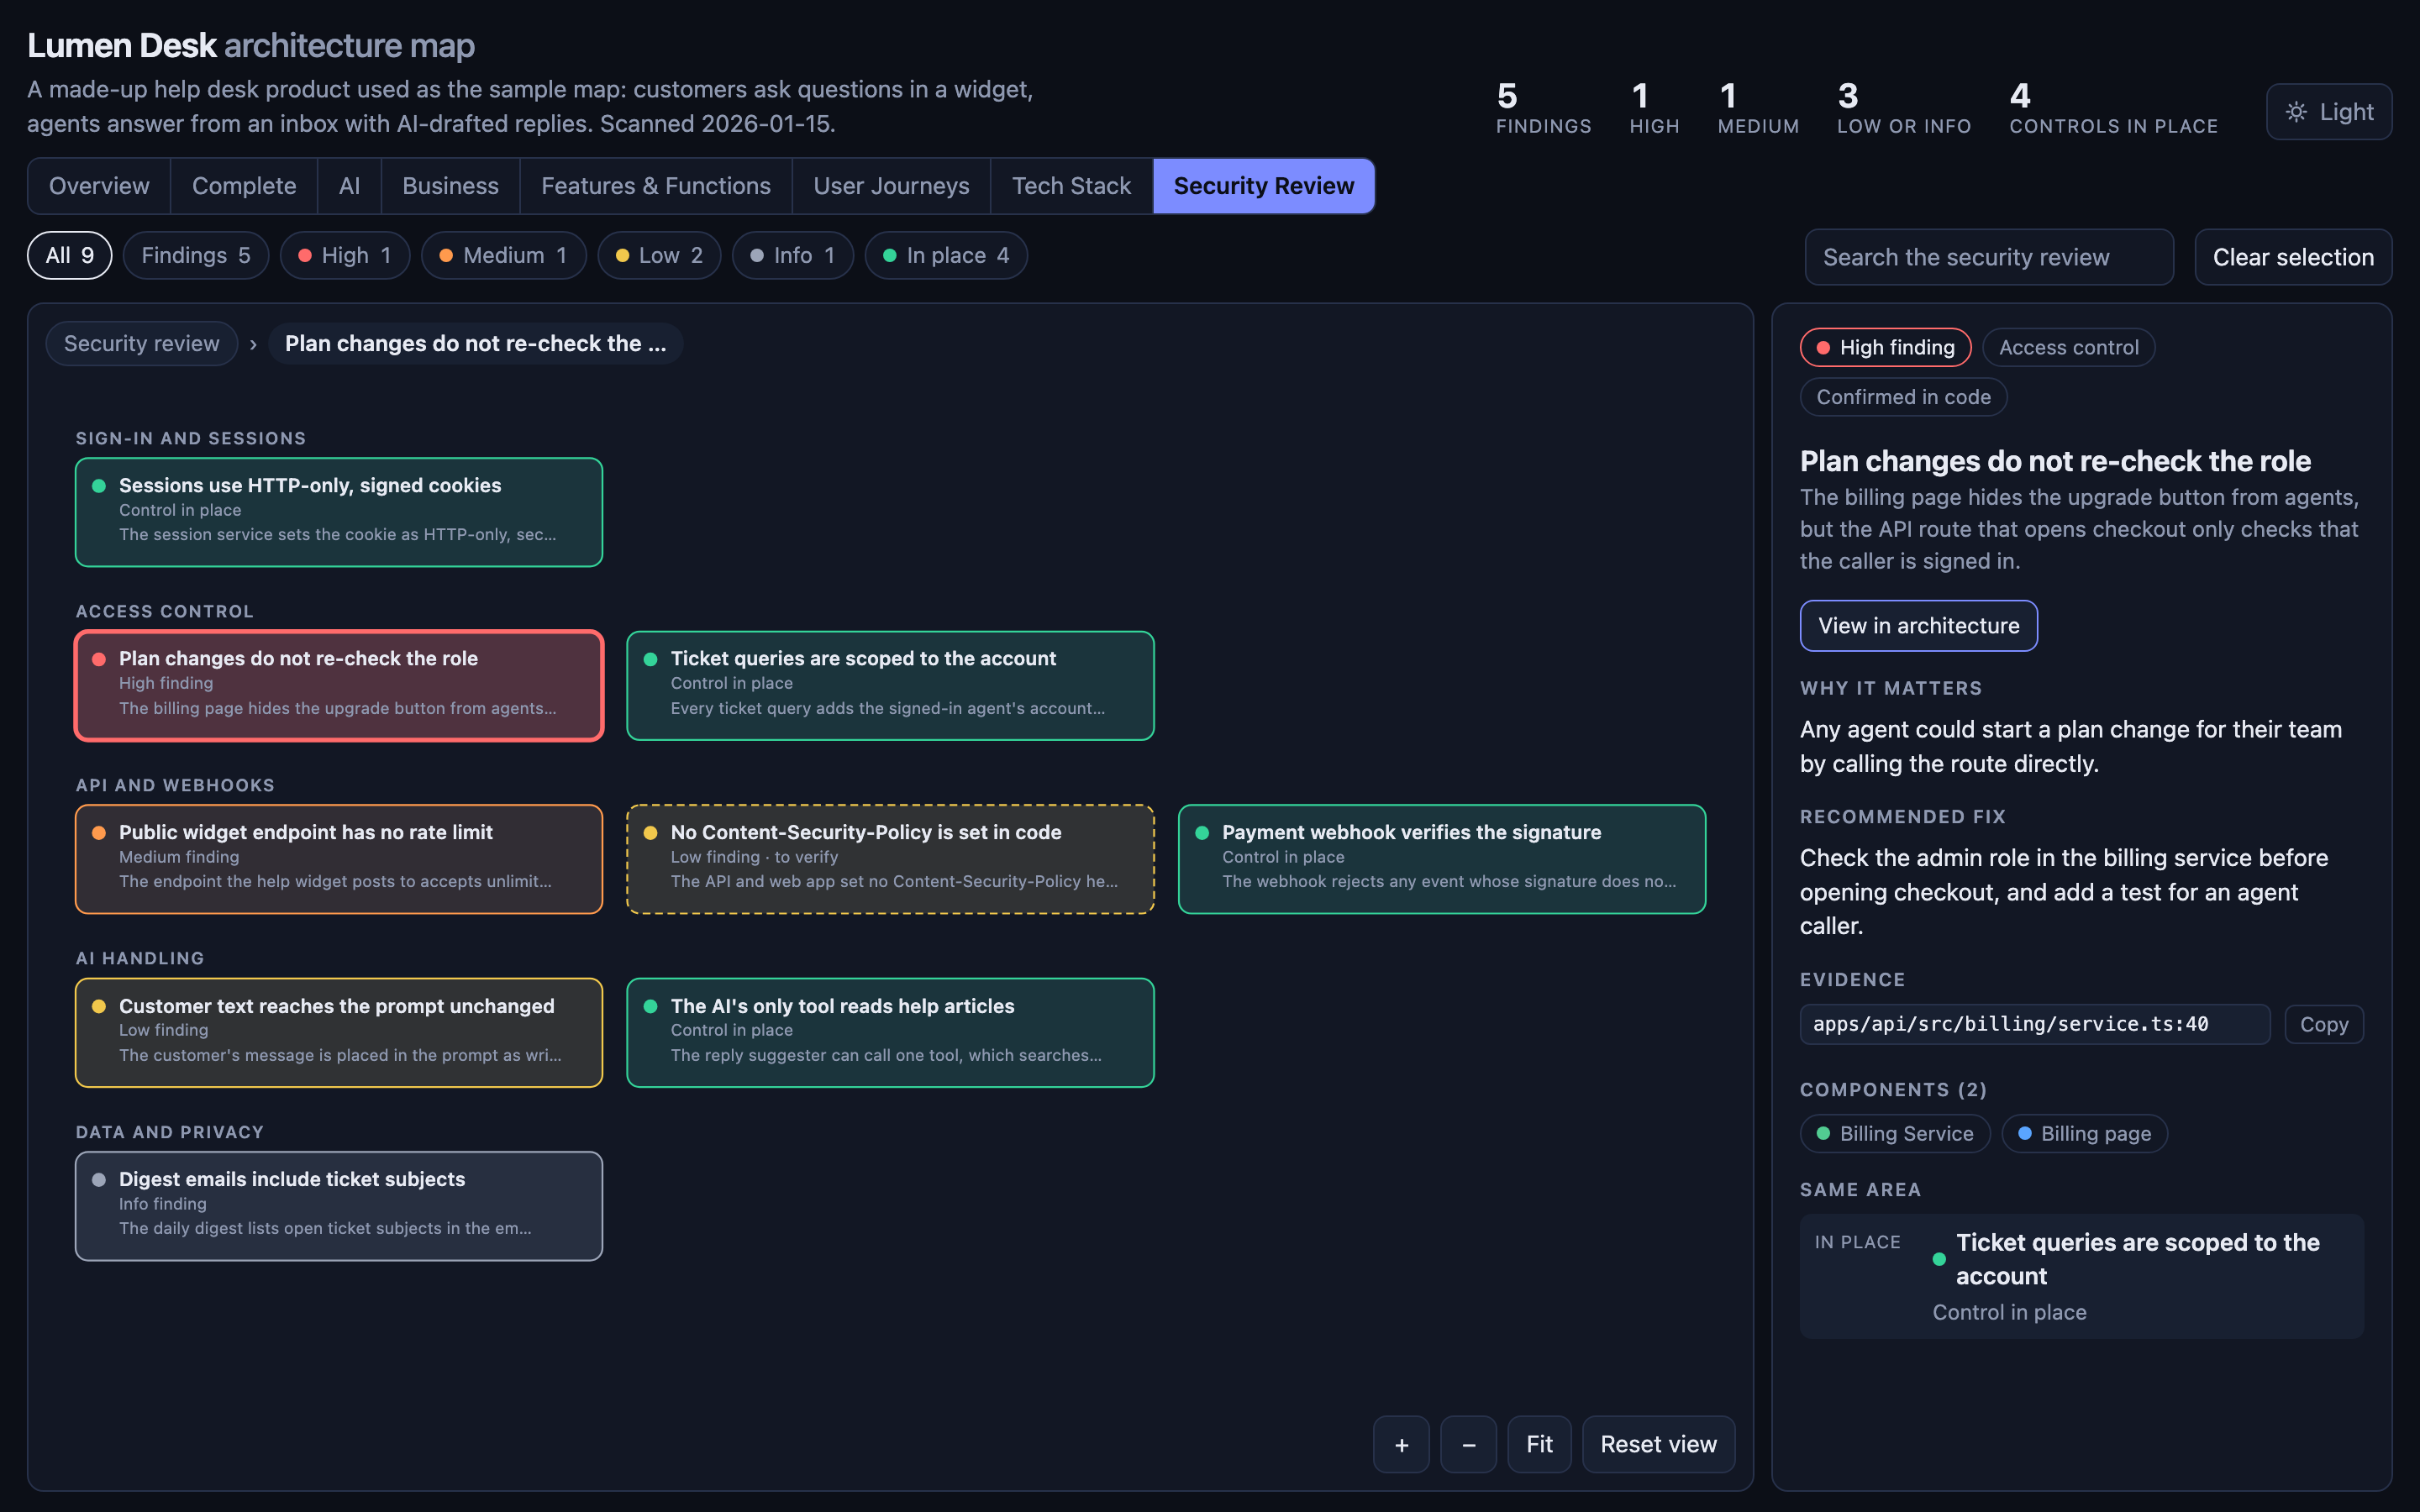 Lumen Desk architecture map
A made-up help desk product used as the sample map: customers ask questions in a widget,
agents answer from an inbox with AI-drafted replies. Scanned 2026-01-15.
5 FINDINGS
1 HIGH
1 MEDIUM
3 LOW OR INFO
4 CONTROLS IN PLACE
Light
Overview
Complete
AI
Business
Features & Functions
User Journeys
Tech Stack
Security Review
All 9
Findings 5
High 1
Medium 1
Low 2
Info 1
In place 4
Search the security review
Clear selection
Security review › Plan changes do not re-check the ...
SIGN-IN AND SESSIONS
Sessions use HTTP-only, signed cookies
Control in place
The session service sets the cookie as HTTP-only, sec...
ACCESS CONTROL
Plan changes do not re-check the role
High finding
The billing page hides the upgrade button from agents...
Ticket queries are scoped to the account
Control in place
Every ticket query adds the signed-in agent's account...
API AND WEBHOOKS
Public widget endpoint has no rate limit
Medium finding
The endpoint the help widget posts to accepts unlimit...
No Content-Security-Policy is set in code
Low finding · to verify
The API and web app set no Content-Security-Policy he...
Payment webhook verifies the signature
Control in place
The webhook rejects any event whose signature does no...
AI HANDLING
Customer text reaches the prompt unchanged
Low finding
The customer's message is placed in the prompt as wri...
The AI's only tool reads help articles
Control in place
The reply suggester can call one tool, which searches...
DATA AND PRIVACY
Digest emails include ticket subjects
Info finding
The daily digest lists open ticket subjects in the em...
+
−
Fit
Reset view
High finding
Access control
Confirmed in code
Plan changes do not re-check the role
The billing page hides the upgrade button from agents,
but the API route that opens checkout only checks that
the caller is signed in.
View in architecture
WHY IT MATTERS
Any agent could start a plan change for their team
by calling the route directly.
RECOMMENDED FIX
Check the admin role in the billing service before
opening checkout, and add a test for an agent
caller.
EVIDENCE
apps/api/src/billing/service.ts:40
Copy
COMPONENTS (2)
Billing Service
Billing page
SAME AREA
IN PLACE
Ticket queries are scoped to the
account
Control in place